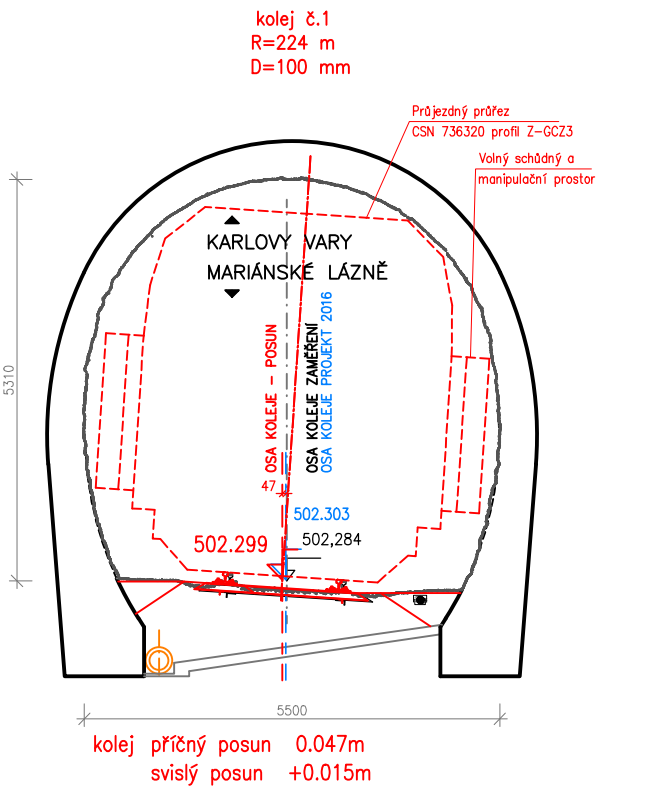 kolej č.1
R=224 m
D=100 mm
Průjezdný průřez
CSN 736320 profil Z-GCZ3
Volný schůdný a
manipulační prostor
KARLOVY VARY
MARIÁNSKÉ LÁZNĚ
5310
OSA KOLEJE - POSUN
OSA KOLEJE ZAMĚŘENÍ
OSA KOLEJE PROJEKT 2016
47
502.303
502.299
502,284
5500
kolej příčný posun 0.047m
svislý posun +0.015m